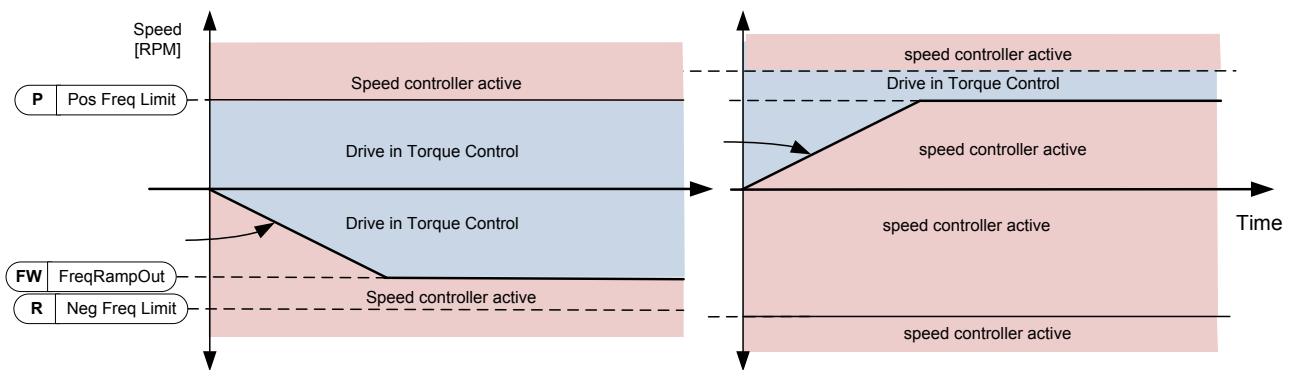 Speed
[RPM]
Speed controller active
P Pos Freq Limit
Drive in Torque Control
Drive in Torque Control
FW FreqRampOut
Speed controller active
R Neg Freq Limit
speed controller active
Drive in Torque Control
speed controller active
speed controller active
Time
speed controller active